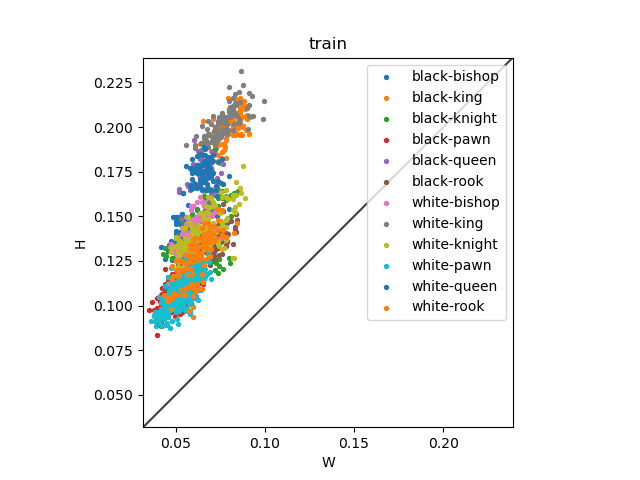 train
0.225
0.200
0.175
0.150
0.125
0.100
0.075
0.050
H
0.05
0.10
0.15
0.20
W
black-bishop
black-king
black-knight
black-pawn
black-queen
black-rook
white-bishop
white-king
white-knight
white-pawn
white-queen
white-rook